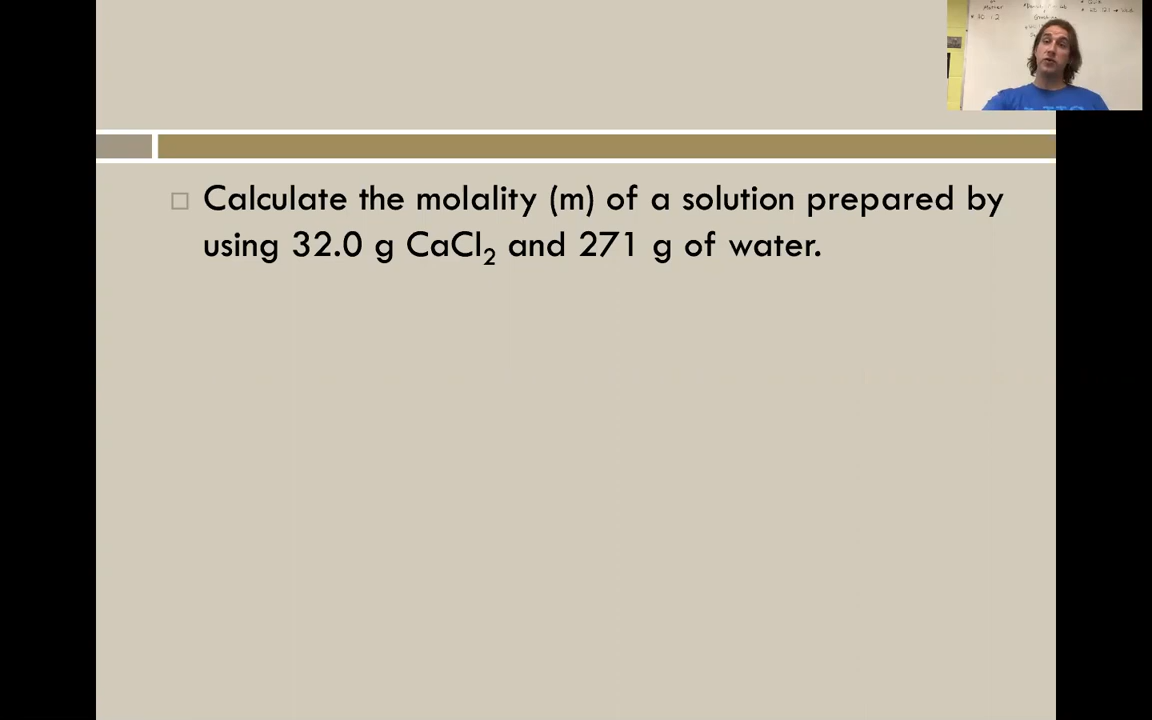 Calculate the molality (m) of a solution prepared by
using 32.0 g CaCl₂ and 271 g of water.